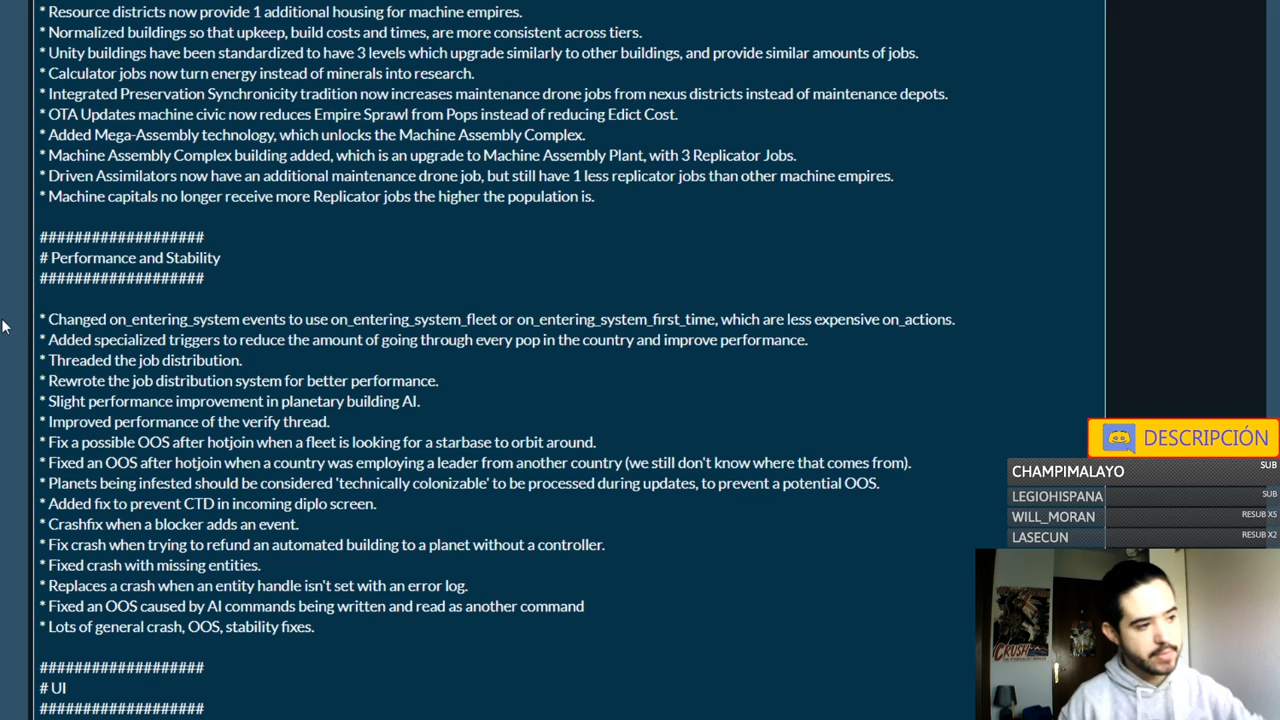 * Resource districts now provide 1 additional housing for machine empires.
* Normalized buildings so that upkeep, build costs and times, are more consistent across tiers.
* Unity buildings have been standardized to have 3 levels which upgrade similarly to other buildings, and provide similar amounts of jobs.
* Calculator jobs now turn energy instead of minerals into research.
* Integrated Preservation Synchronicity tradition now increases maintenance drone jobs from nexus districts instead of maintenance depots.
* OTA Updates machine civic now reduces Empire Sprawl from Pops instead of reducing Edict Cost.
* Added Mega-Assembly technology, which unlocks the Machine Assembly Complex.
* Machine Assembly Complex building added, which is an upgrade to Machine Assembly Plant, with 3 Replicator Jobs.
* Driven Assimilators now have an additional maintenance drone job, but still have 1 less replicator jobs than other machine empires.
* Machine capitals no longer receive more Replicator jobs the higher the population is.
###################
# Performance and Stability
###################
* Changed on_entering_system events to use on_entering_system_fleet or on_entering_system_first_time, which are less expensive on_actions.
* Added specialized triggers to reduce the amount of going through every pop in the country and improve performance.
* Threaded the job distribution.
* Rewrote the job distribution system for better performance.
* Slight performance improvement in planetary building AI.
* Improved performance of the verify thread.
* Fix a possible OOS after hotjoin when a fleet is looking for a starbase to orbit around.
* Fixed an OOS after hotjoin when a country was employing a leader from another country (we still don't know where that comes from).
* Planets being infested should be considered 'technically colonizable' to be processed during updates, to prevent a potential OOS.
* Added fix to prevent CTD in incoming diplo screen.
* Crashfix when a blocker adds an event.
* Fix crash when trying to refund an automated building to a planet without a controller.
* Fixed crash with missing entities.
* Replaces a crash when an entity handle isn't set with an error log.
* Fixed an OOS caused by AI commands being written and read as another command
* Lots of general crash, OOS, stability fixes.
###################
# UI
###################
DESCRIPCIÓN
CHAMPIMALAYO SUB
LEGIOHISPANA SUB
WILL_MORAN RESUB X5
LASECUN RESUB X2
CRUSH